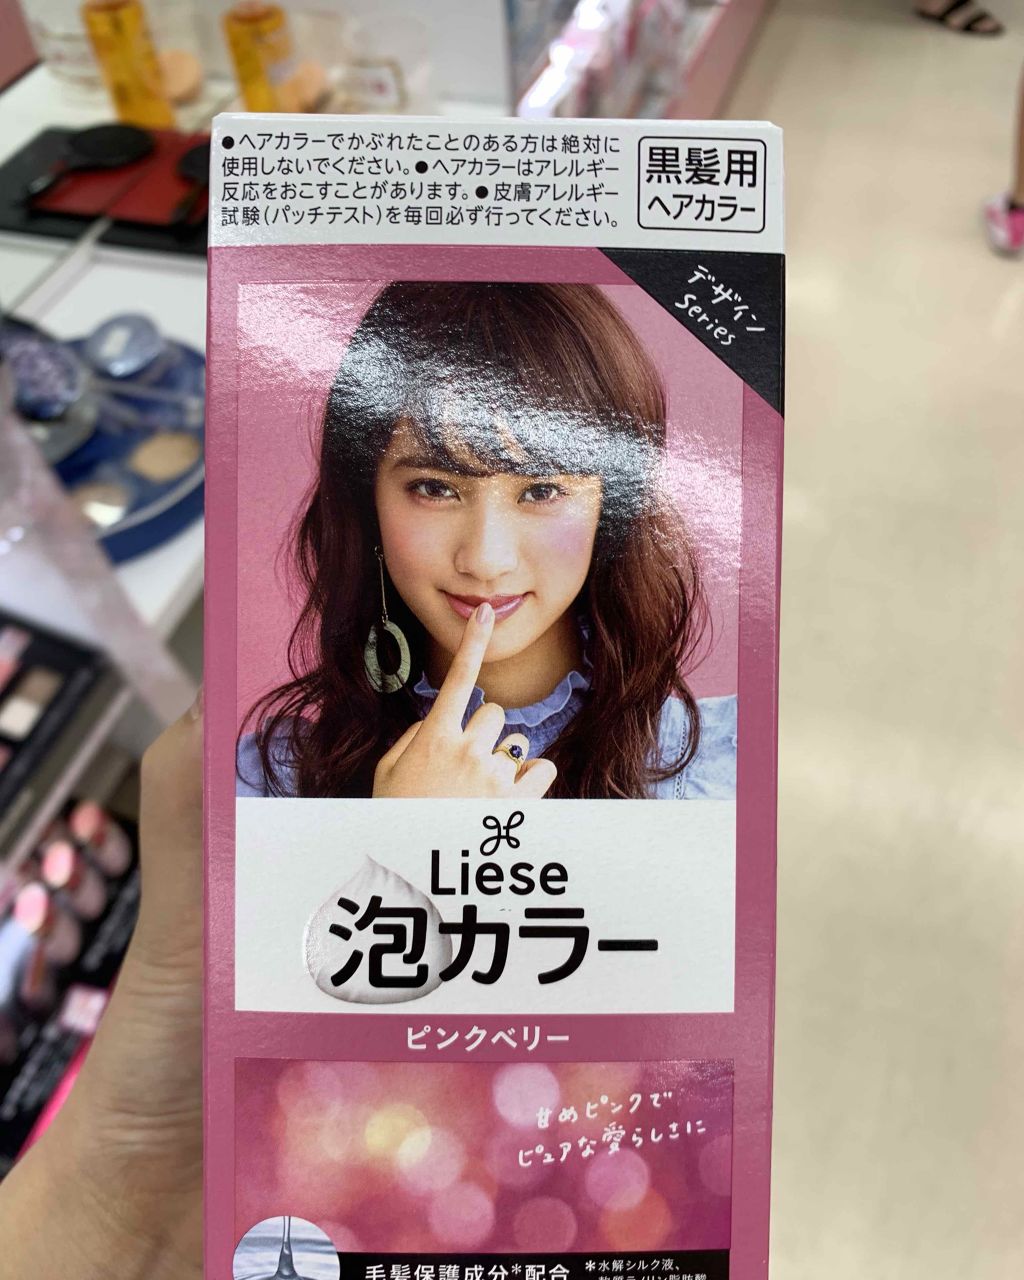 ●ヘアカラーでかぶれたことのある方は絶対に
使用しないでください。●ヘアカラーはアレルギー
反応をおこすことがあります。●皮膚アレルギー
試験(パッチテスト)を毎回必ず行ってください。
黒髪用
ヘアカラー
デザイン
Series
Liese
泡カラー
ピンクベリー
甘めピンクで
ピュアな愛らしさに
毛髪保護成分*配合
*水解シルク液、